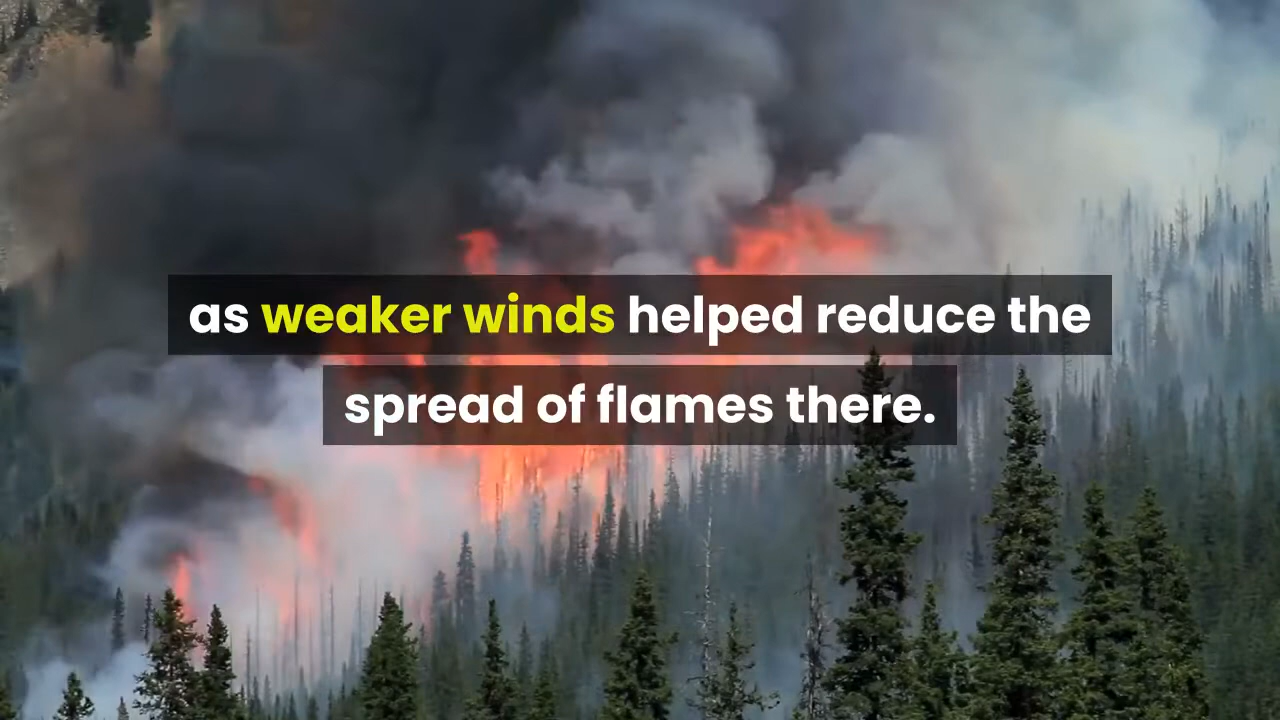 as weaker winds helped reduce the
spread of flames there.